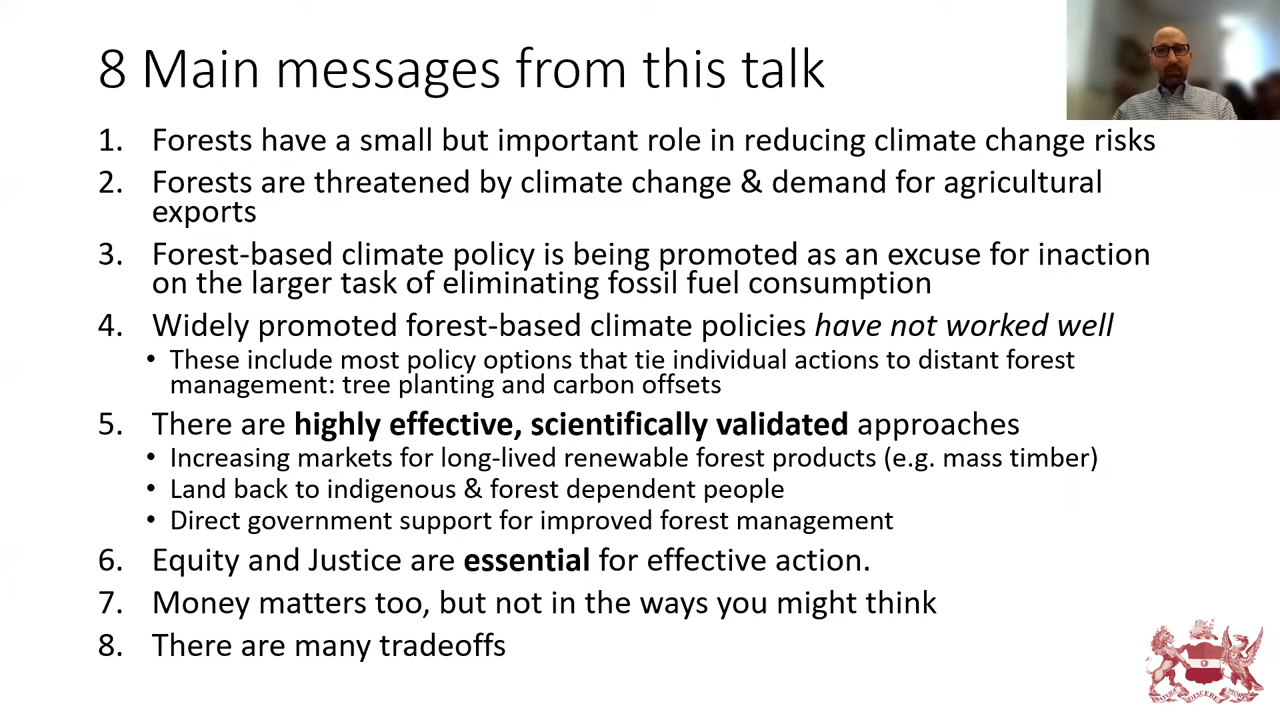 8 Main messages from this talk
1. Forests have a small but important role in reducing climate change risks
2. Forests are threatened by climate change & demand for agricultural
exports
3. Forest-based climate policy is being promoted as an excuse for inaction
on the larger task of eliminating fossil fuel consumption
4. Widely promoted forest-based climate policies have not worked well
• These include most policy options that tie individual actions to distant forest
management: tree planting and carbon offsets
5. There are highly effective, scientifically validated approaches
• Increasing markets for long-lived renewable forest products (e.g. mass timber)
• Land back to indigenous & forest dependent people
• Direct government support for improved forest management
6. Equity and Justice are essential for effective action.
7. Money matters too, but not in the ways you might think
8. There are many tradeoffs
DISCERE